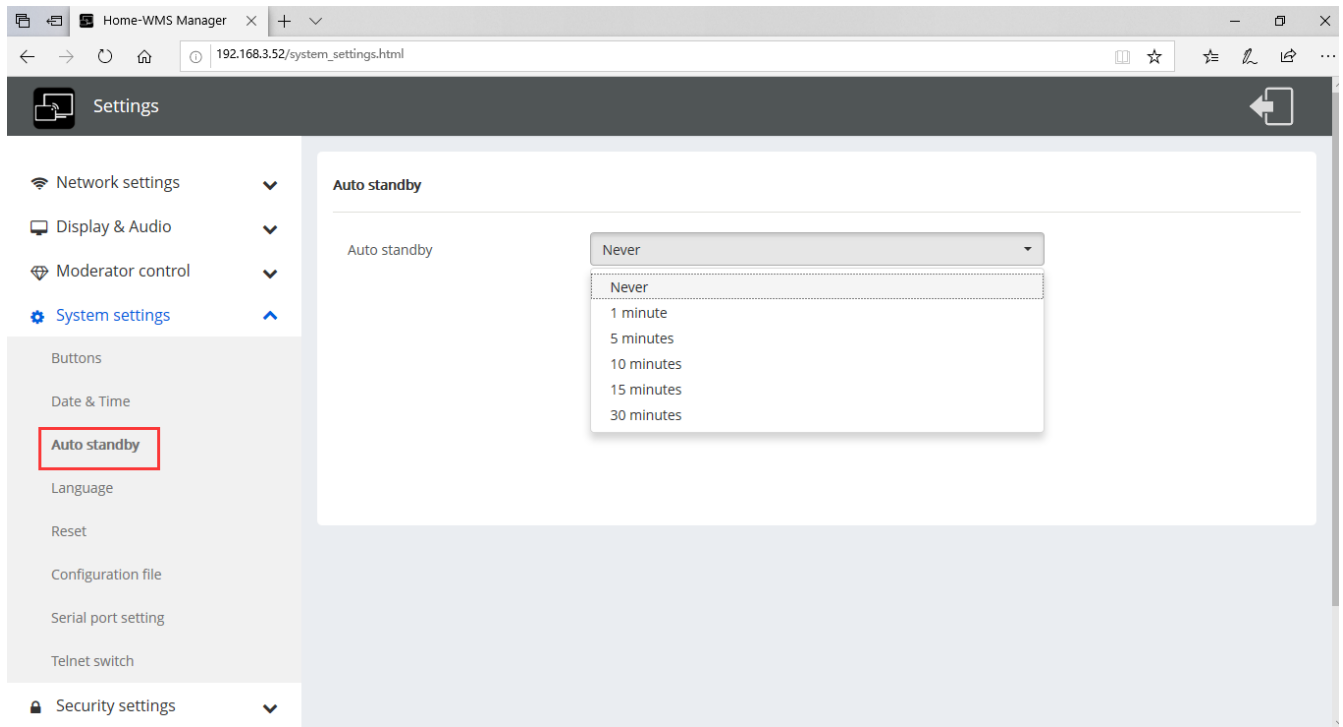 Home-WMS Manager
192.168.3.52/system_settings.html
Settings
Network settings
Display & Audio
Moderator control
System settings
Buttons
Date & Time
Auto standby
Language
Reset
Configuration file
Serial port setting
Telnet switch
Security settings
Auto standby
Auto standby
Never
Never
1 minute
5 minutes
10 minutes
15 minutes
30 minutes